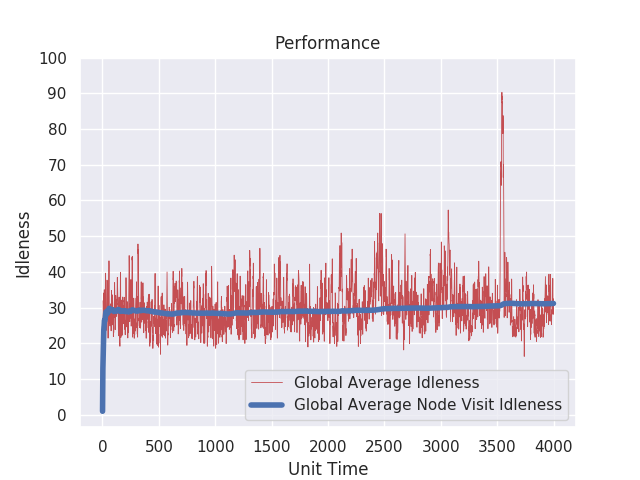 Performance
100
90
80
70
60
50
40
30
20
10
0
Idleness
Global Average Idleness
Global Average Node Visit Idleness
0 500 1000 1500 2000 2500 3000 3500 4000
Unit Time